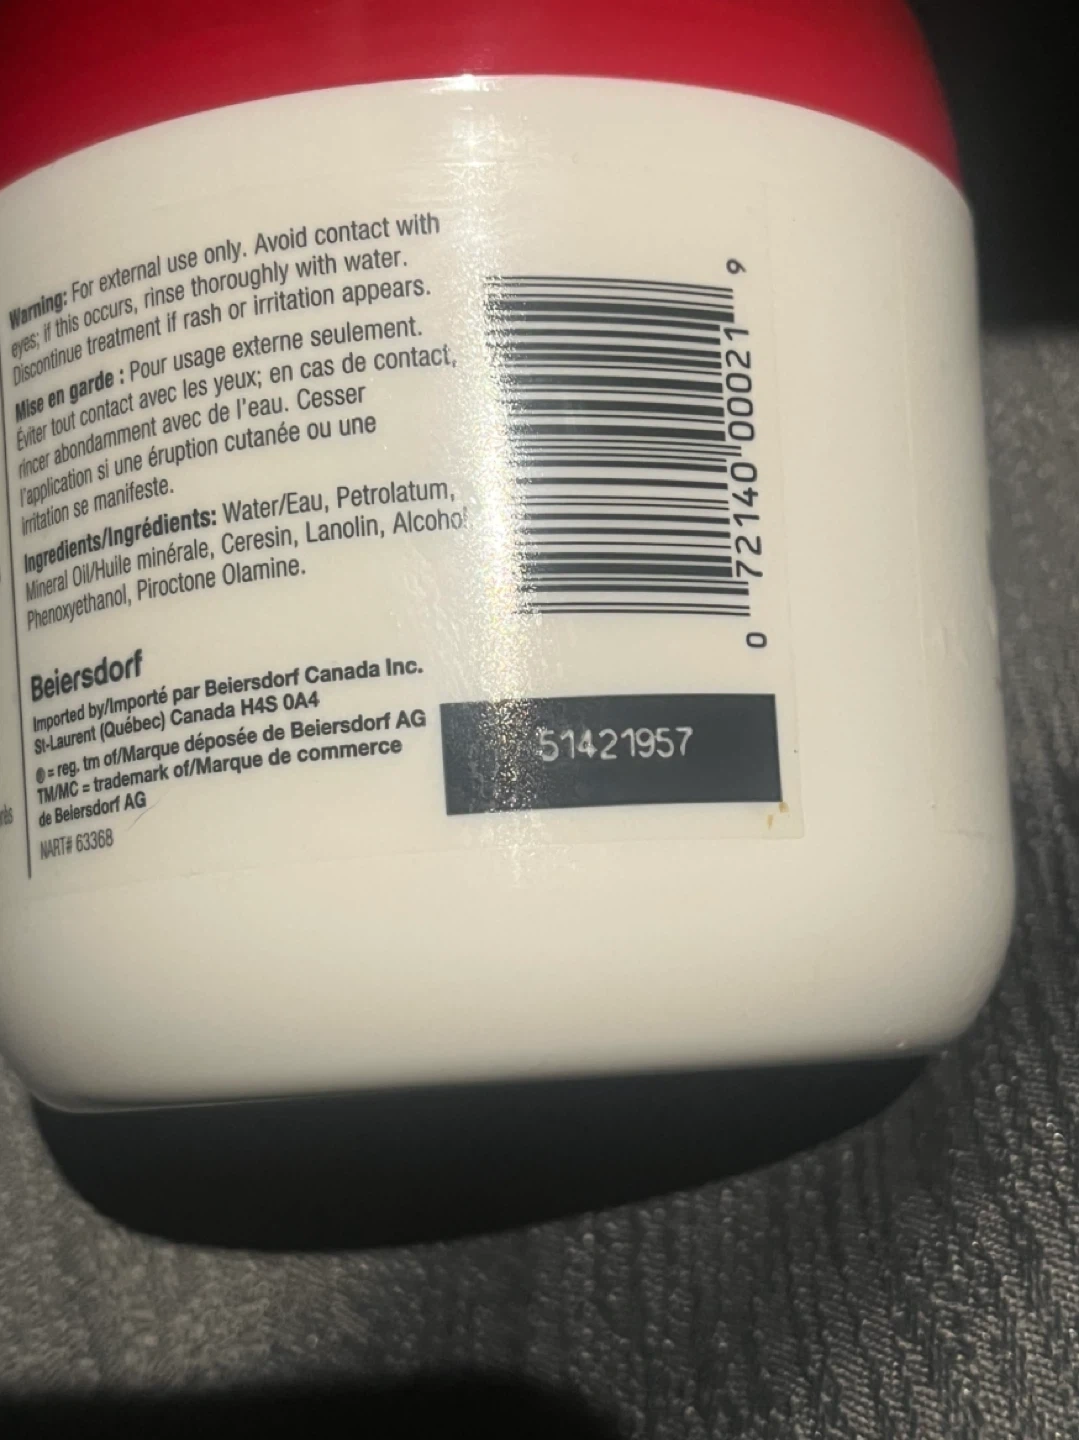 Warning: For external use only. Avoid contact with
eyes; if this occurs, rinse thoroughly with water.
Discontinue treatment if rash or irritation appears.
Mise en garde : Pour usage externe seulement.
Éviter tout contact avec les yeux; en cas de contact,
rincer abondamment avec de l'eau. Cesser
l'application si une éruption cutanée ou une
irritation se manifeste.
Ingredients/Ingrédients: Water/Eau, Petrolatum,
Mineral Oil/Huile minérale, Ceresin, Lanolin, Alcohol
Phenoxyethanol, Piroctone Olamine.
Beiersdorf
Imported by/Importé par Beiersdorf Canada Inc.
St-Laurent (Québec) Canada H4S 0A4
® = reg. tm of/Marque déposée de Beiersdorf AG
TM/MC = trademark of/Marque de commerce
de Beiersdorf AG
NART# 63368
0 72140 00021 9
51421957